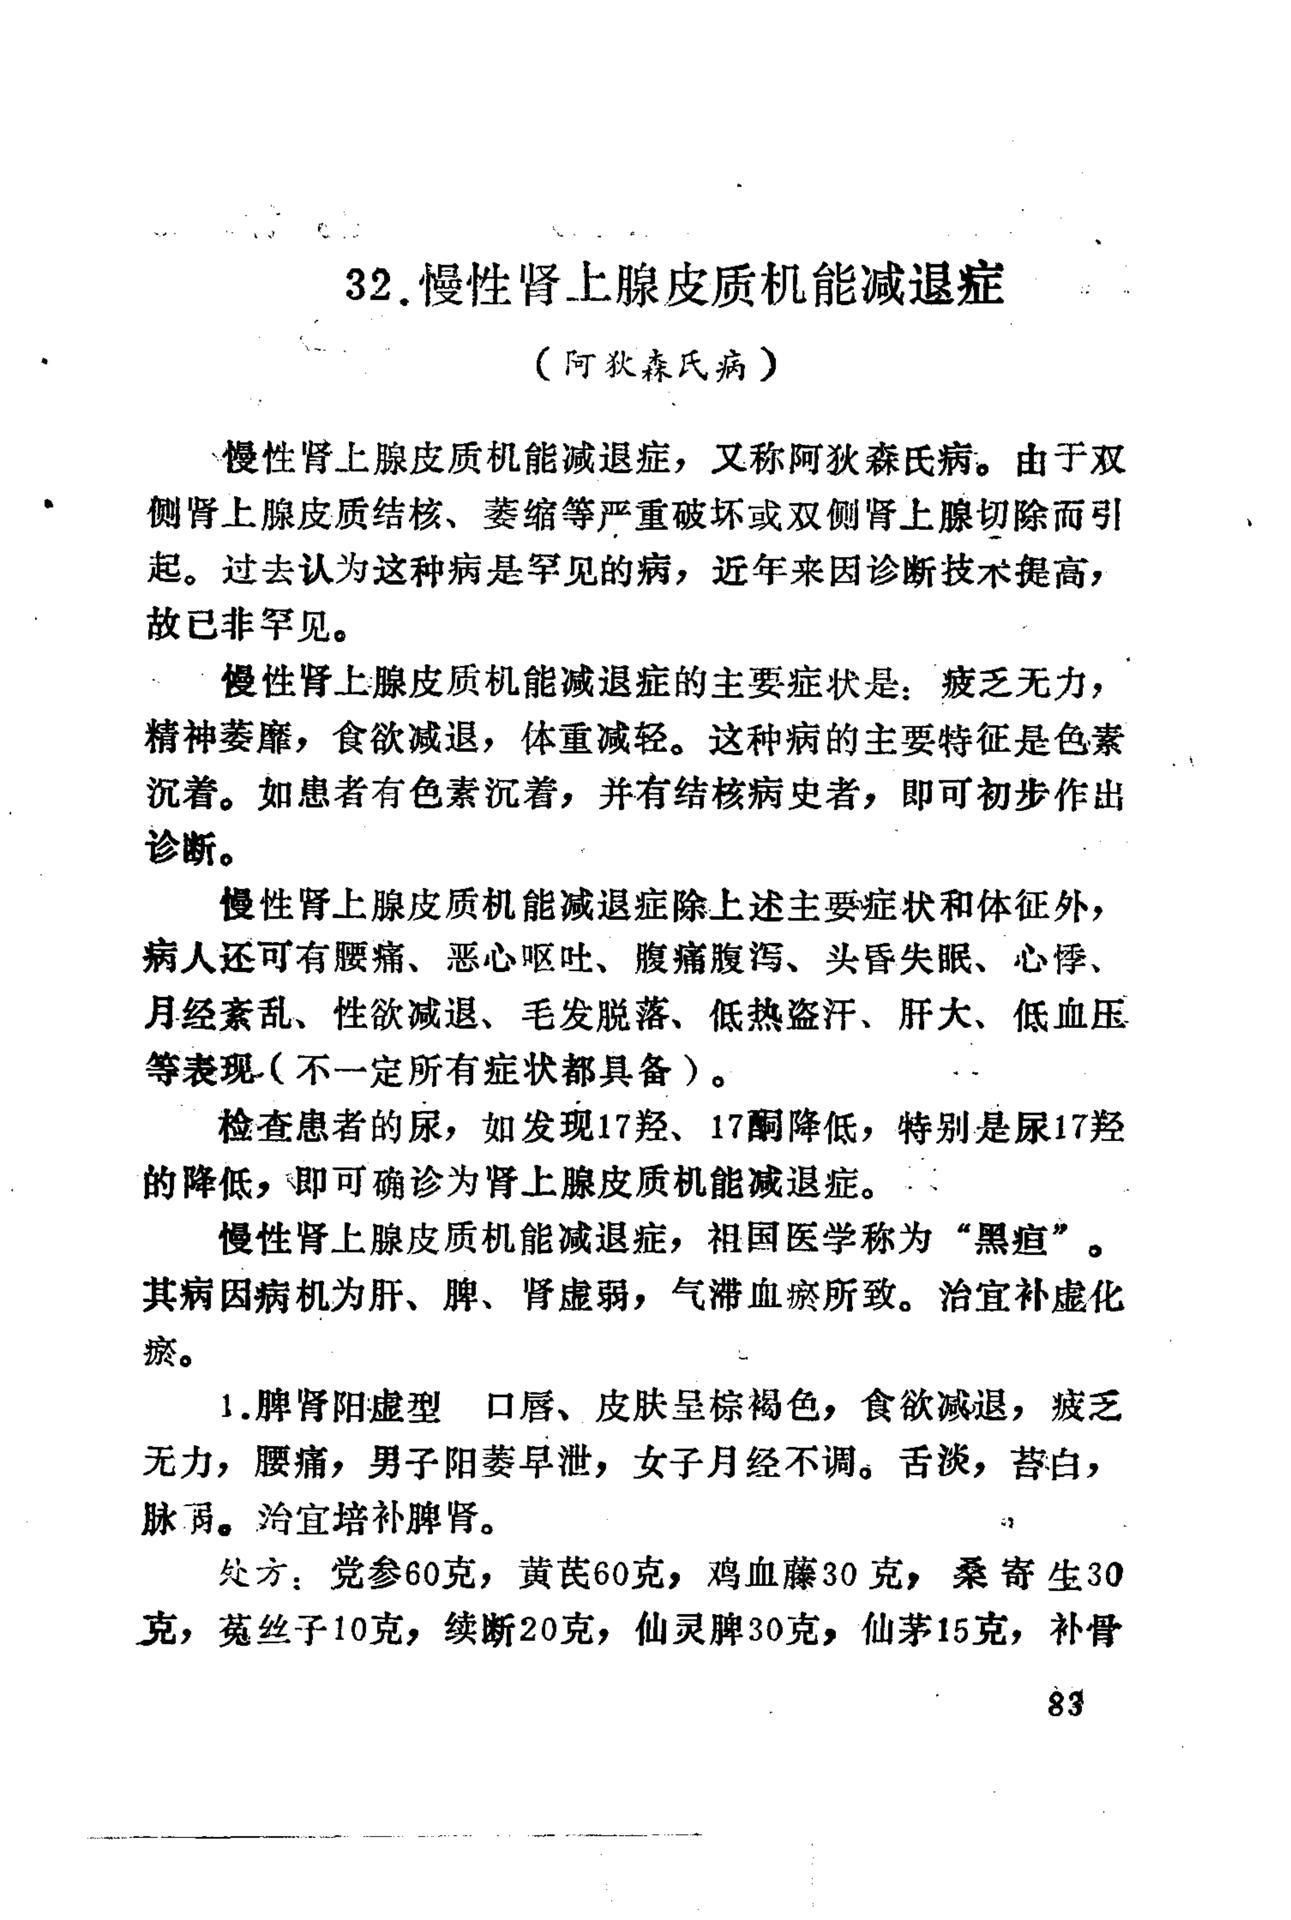 32.慢性肾上腺皮质机能减退症
（阿狄森氏病）
慢性肾上腺皮质机能减退症，又称阿狄森氏病。由于双
侧肾上腺皮质结核、萎缩等严重破坏或双侧肾上腺切除而引
起。过去认为这种病是罕见的病，近年来因诊断技术提高，
故已非罕见。
慢性肾上腺皮质机能减退症的主要症状是：疲乏无力，
精神萎靡，食欲减退，体重减轻。这种病的主要特征是色素
沉着。如患者有色素沉着，并有结核病史者，即可初步作出
诊断。
慢性肾上腺皮质机能减退症除上述主要症状和体征外，
病人还可有腰痛、恶心呕吐、腹痛腹泻、头昏失眠、心悸、
月经紊乱、性欲减退、毛发脱落、低热盗汗、肝大、低血压
等表现（不一定所有症状都具备）。
检查患者的尿，如发现17羟、17酮降低，特别是尿17羟
的降低，即可确诊为肾上腺皮质机能减退症。
慢性肾上腺皮质机能减退症，祖国医学称为“黑疸”。
其病因病机为肝、脾、肾虚弱，气滞血瘀所致。治宜补虚化
瘀。
1.脾肾阳虚型　口唇、皮肤呈棕褐色，食欲减退，疲乏
无力，腰痛，男子阳萎早泄，女子月经不调。舌淡，苔白，
脉弱。治宜培补脾肾。
处方：党参60克，黄芪60克，鸡血藤30克，桑寄生30
克，菟丝子10克，续断20克，仙灵脾30克，仙茅15克，补骨
83